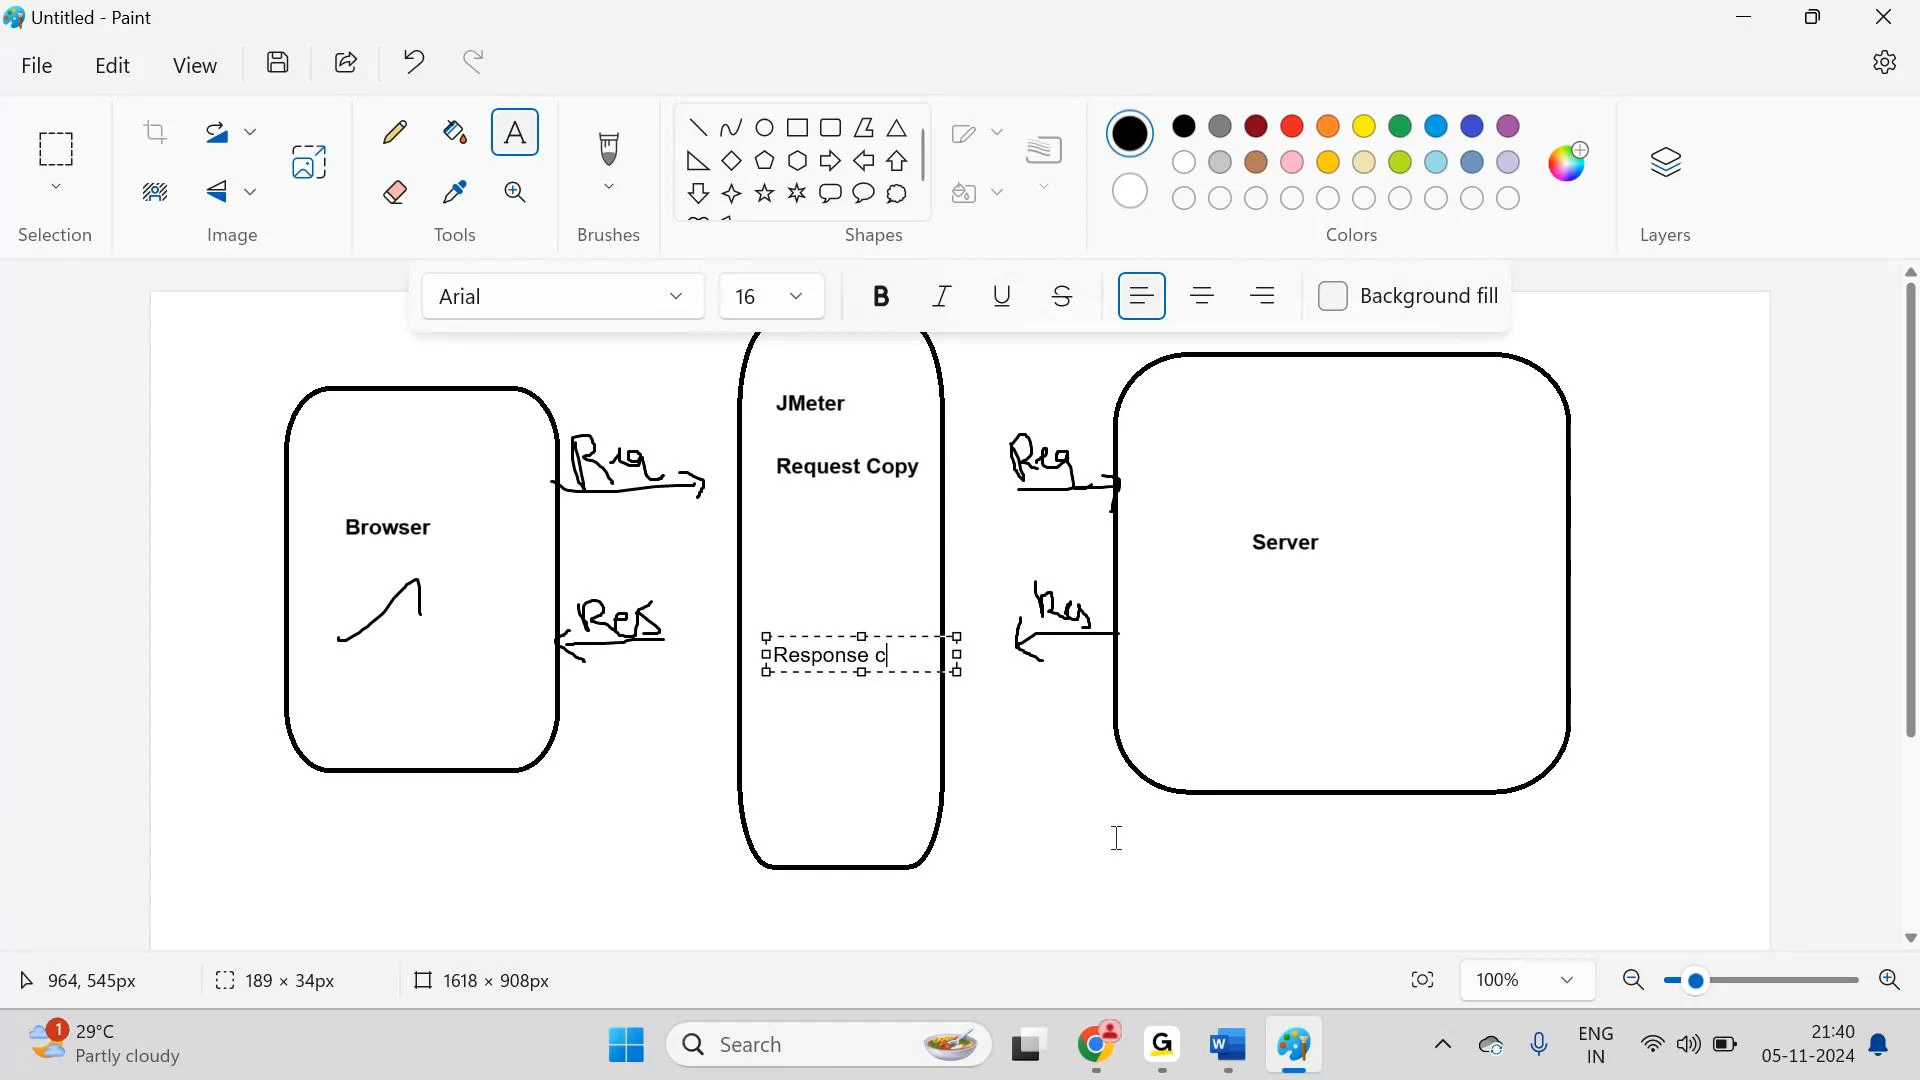 Untitled - Paint
File Edit View
Selection Image Tools Brushes Shapes Colors Layers
Arial 16 B I U S Background fill
JMeter
Request Copy
Req
Req
Browser
Server
Res
Res
Response c
964, 545px 189 × 34px 1618 × 908px 100%
29°C
Partly cloudy
1
Search
ENG
IN
21:40
05-11-2024